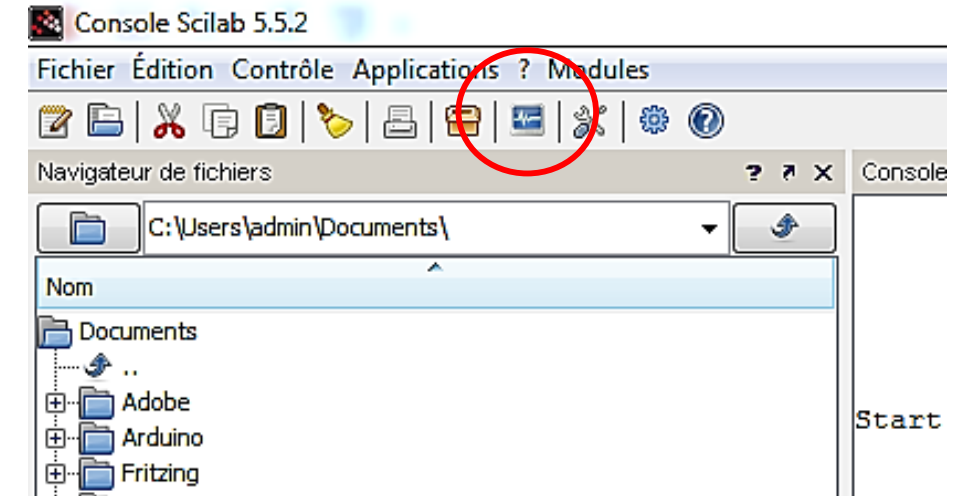 Console Scilab 5.5.2
Fichier Édition Contrôle Applications ? Modules
Navigateur de fichiers
Console
C:\Users\admin\Documents\
Nom
Documents
..
Adobe
Arduino
Fritzing
Start